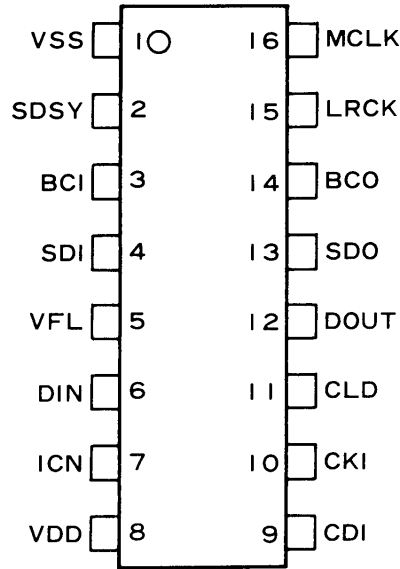 VSS 1 16 MCLK
SDSY 2 15 LRCK
BCI 3 14 BCO
SDI 4 13 SDO
VFL 5 12 DOUT
DIN 6 11 CLD
ICN 7 10 CKI
VDD 8 9 CDI